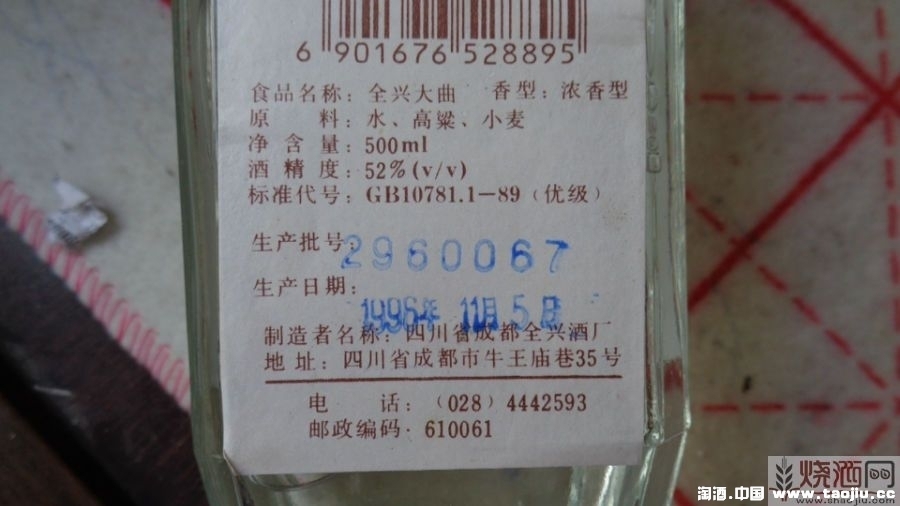 6 901676 528895
食品名称：全兴大曲 香型：浓香型
原 料：水、高粱、小麦
净 含 量：500ml
酒 精 度：52%(v/v)
标准代号：GB10781.1-89（优级）
生产批号：2960067
生产日期：1996年 11月 5日
制造者名称：四川省成都全兴酒厂
地 址：四川省成都市牛王庙巷35号
电 话：（028）4442593
邮政编码：610061
烧酒网
www.shaojiu.com
淘酒.中国 www.taojiu.cc